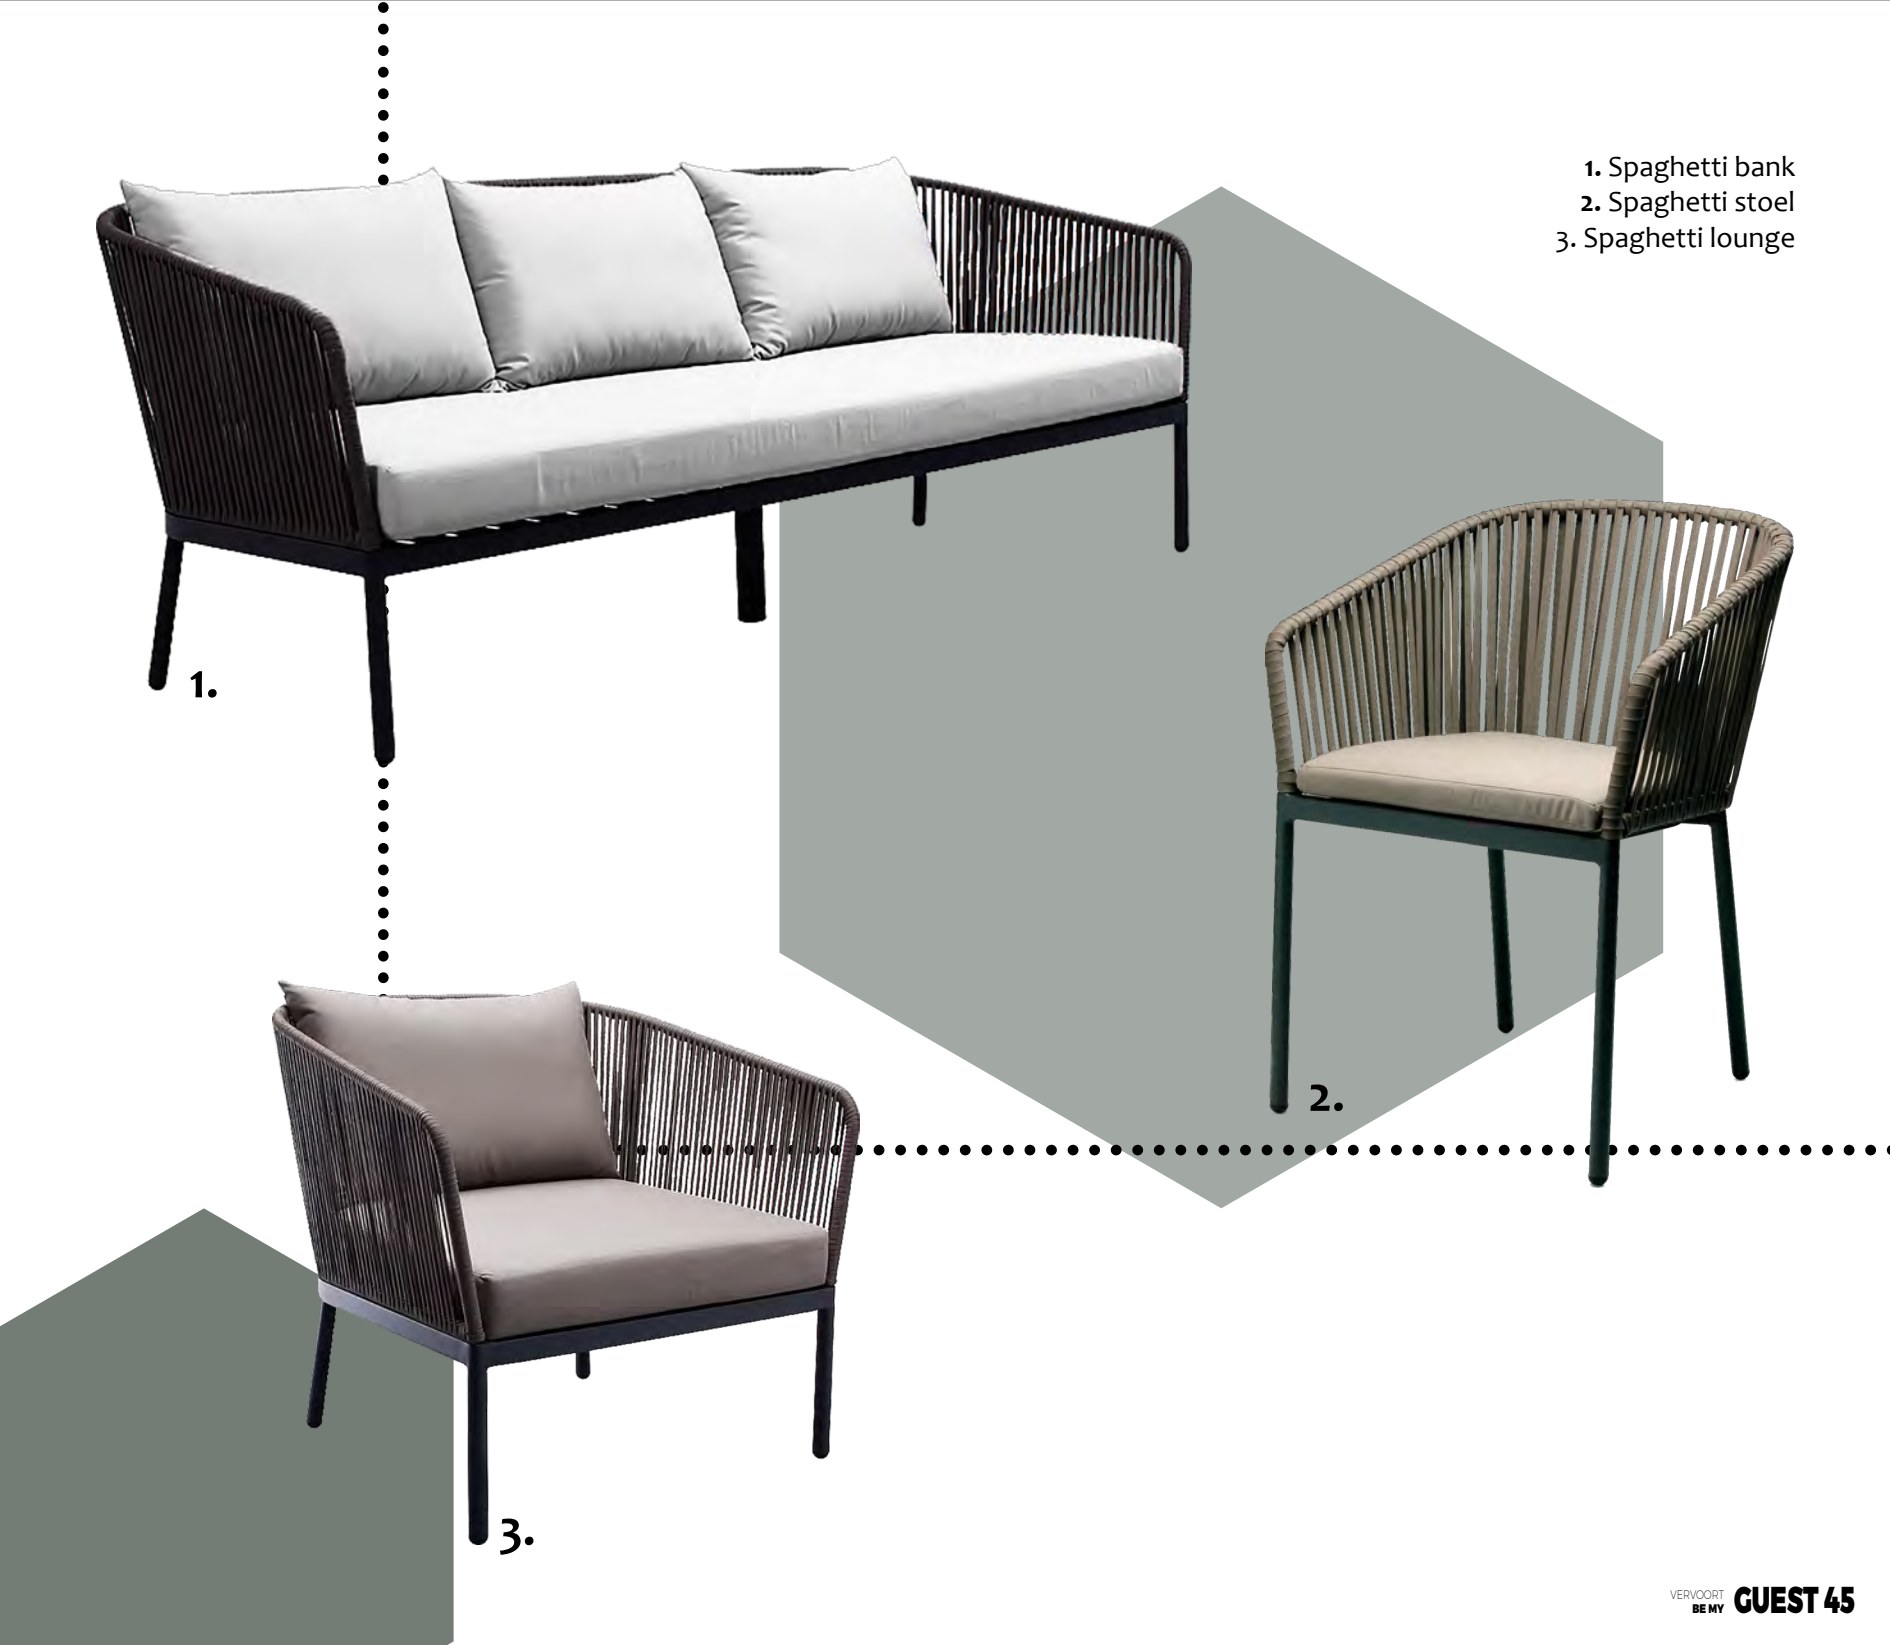 1. Spaghetti bank
2. Spaghetti stoel
3. Spaghetti lounge
1.
2.
3.
VERVOORT
BE MY GUEST 45